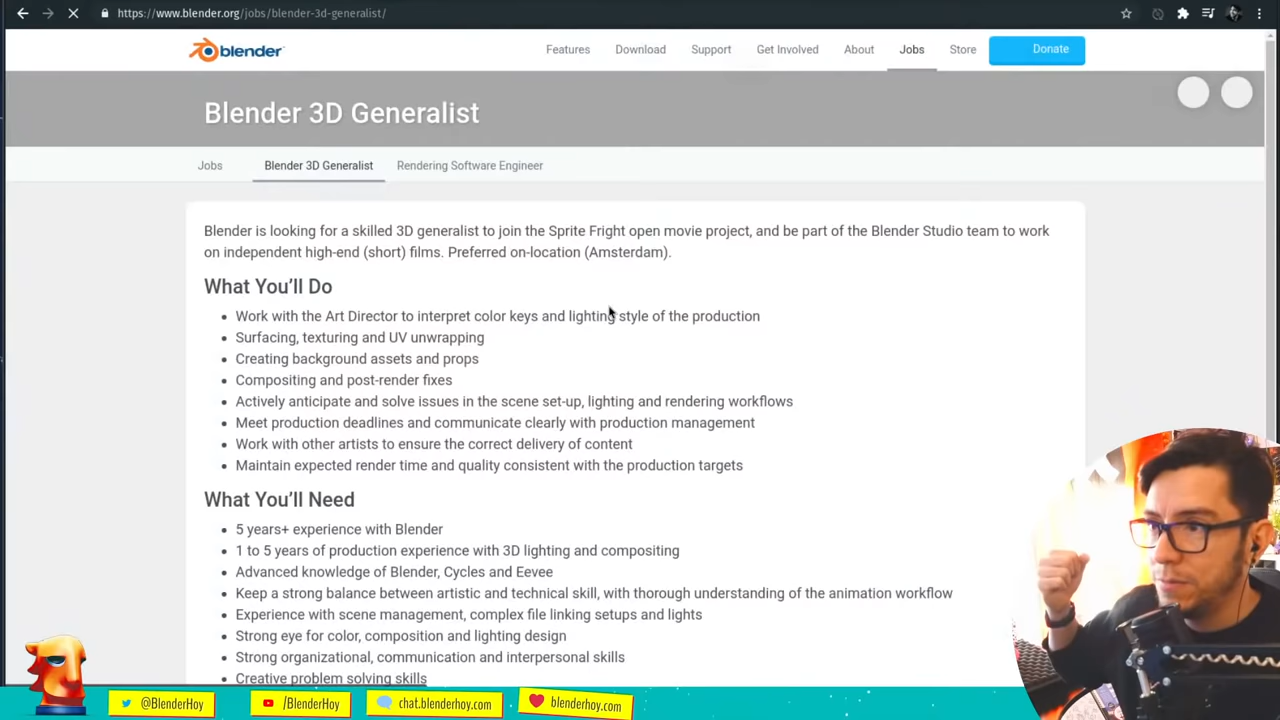 https://www.blender.org/jobs/blender-3d-generalist/
blender
Features
Download
Support
Get Involved
About
Jobs
Store
Donate
Blender 3D Generalist
Jobs
Blender 3D Generalist
Rendering Software Engineer
Blender is looking for a skilled 3D generalist to join the Sprite Fright open movie project, and be part of the Blender Studio team to work
on independent high-end (short) films. Preferred on-location (Amsterdam).
What You’ll Do
Work with the Art Director to interpret color keys and lighting style of the production
Surfacing, texturing and UV unwrapping
Creating background assets and props
Compositing and post-render fixes
Actively anticipate and solve issues in the scene set-up, lighting and rendering workflows
Meet production deadlines and communicate clearly with production management
Work with other artists to ensure the correct delivery of content
Maintain expected render time and quality consistent with the production targets
What You’ll Need
5 years+ experience with Blender
1 to 5 years of production experience with 3D lighting and compositing
Advanced knowledge of Blender, Cycles and Eevee
Keep a strong balance between artistic and technical skill, with thorough understanding of the animation workflow
Experience with scene management, complex file linking setups and lights
Strong eye for color, composition and lighting design
Strong organizational, communication and interpersonal skills
Creative problem solving skills
@BlenderHoy
/BlenderHoy
chat.blenderhoy.com
blenderhoy.com